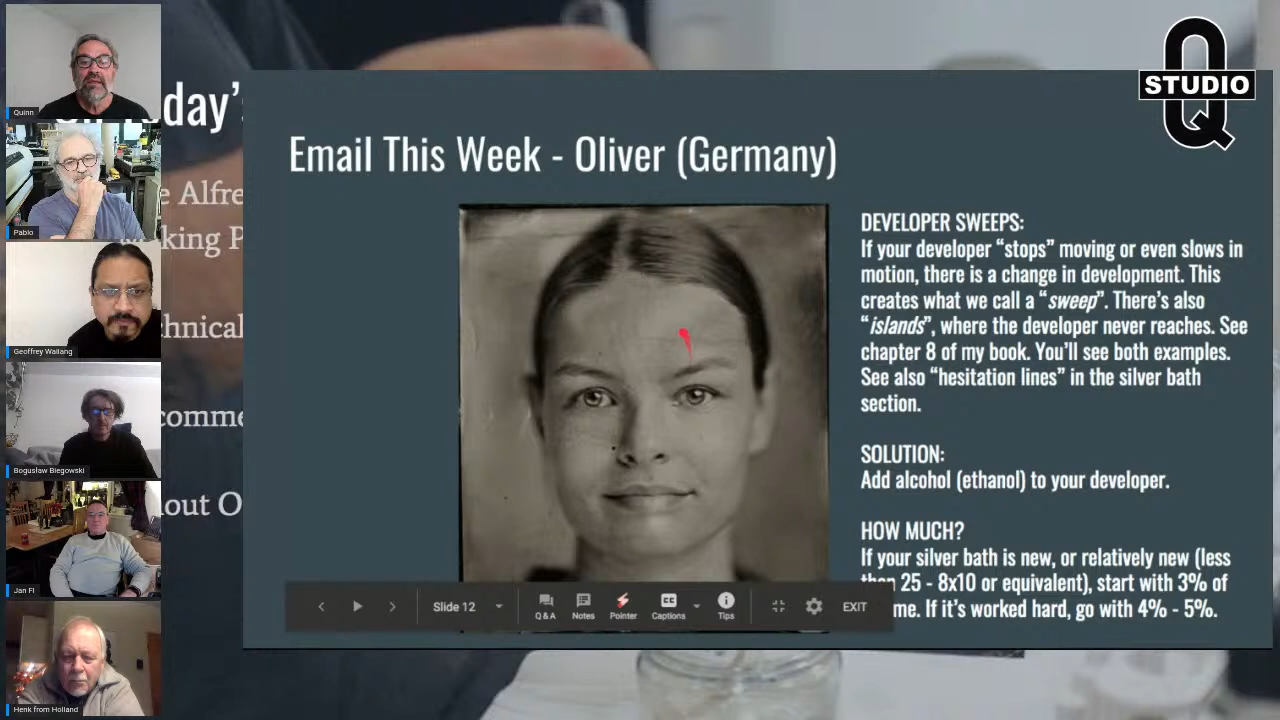 Quinn
Pablo
Geoffrey Wallang
Bogusław Biegowski
Jan Fl
Henk from Holland
STUDIO
Q
oday's
e Alfre
king P
hnical
comme
out O
Email This Week - Oliver (Germany)
DEVELOPER SWEEPS:
If your developer “stops” moving or even slows in
motion, there is a change in development. This
creates what we call a “sweep”. There’s also
“islands”, where the developer never reaches. See
chapter 8 of my book. You’ll see both examples.
See also “hesitation lines” in the silver bath
section.
SOLUTION:
Add alcohol (ethanol) to your developer.
HOW MUCH?
If your silver bath is new, or relatively new (less
than 25 - 8x10 or equivalent), start with 3% of
me. If it’s worked hard, go with 4% - 5%.
Slide 12
Q&A
Notes
Pointer
CC
Captions
Tips
EXIT